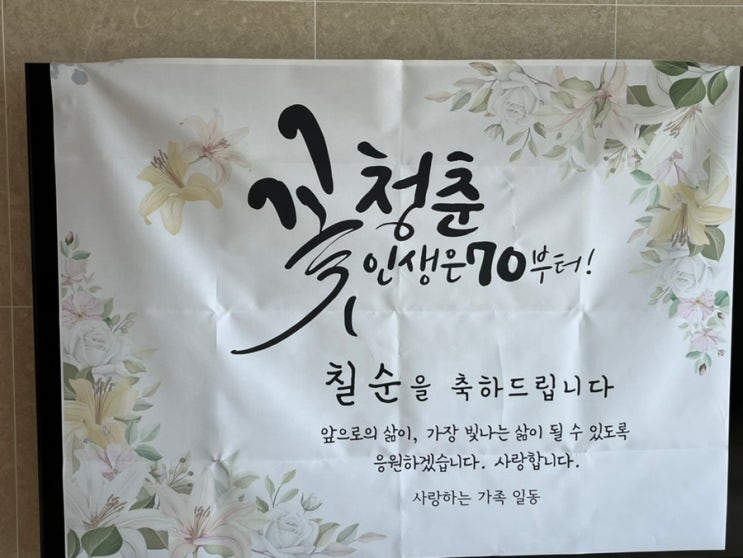 꽃청춘
인생은70부터!
칠순을 축하드립니다
앞으로의 삶이, 가장 빛나는 삶이 될 수 있도록
응원하겠습니다. 사랑합니다.
사랑하는 가족 일동